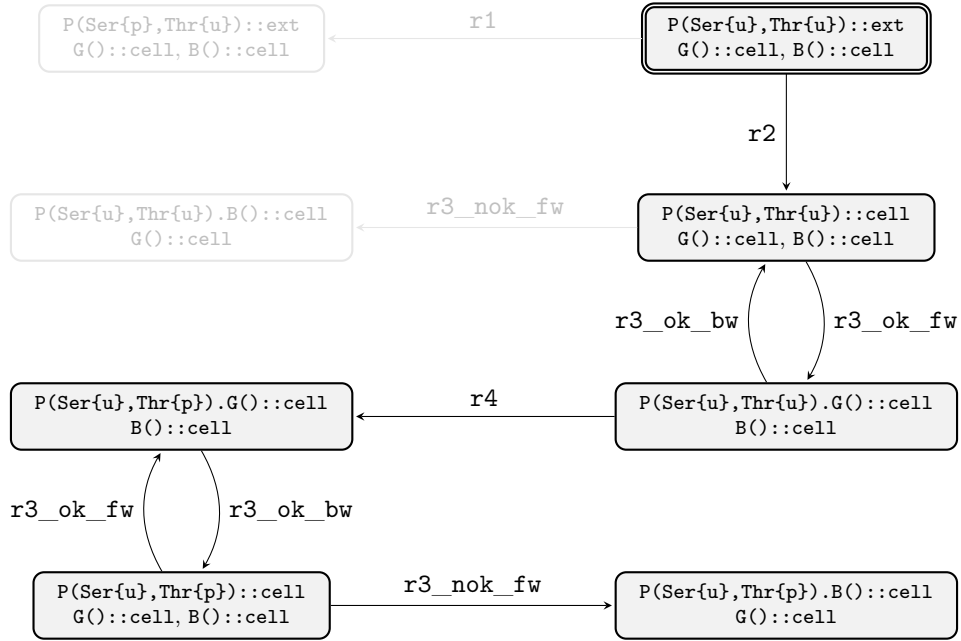 P(Ser{p},Thr{u})::ext
G()::cell, B()::cell
r1
P(Ser{u},Thr{u})::ext
G()::cell, B()::cell
r2
P(Ser{u},Thr{u}).B()::cell
G()::cell
r3_nok_fw
P(Ser{u},Thr{u})::cell
G()::cell, B()::cell
r3_ok_bw
r3_ok_fw
P(Ser{u},Thr{p}).G()::cell
B()::cell
r4
P(Ser{u},Thr{u}).G()::cell
B()::cell
r3_ok_fw
r3_ok_bw
P(Ser{u},Thr{p})::cell
G()::cell, B()::cell
r3_nok_fw
P(Ser{u},Thr{p}).B()::cell
G()::cell